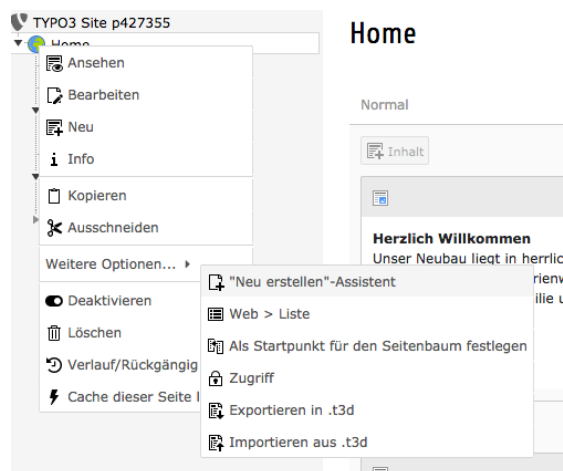 TYPO3 Site p427355
Home
Home
Ansehen
Bearbeiten
Neu
Info
Kopieren
Ausschneiden
Weitere Optionen...
Deaktivieren
Löschen
Verlauf/Rückgängig
Cache dieser Seite
"Neu erstellen"-Assistent
Web > Liste
Als Startpunkt für den Seitenbaum festlegen
Zugriff
Exportieren in .t3d
Importieren aus .t3d
Normal
Inhalt
Herzlich Willkommen
Unser Neubau liegt in